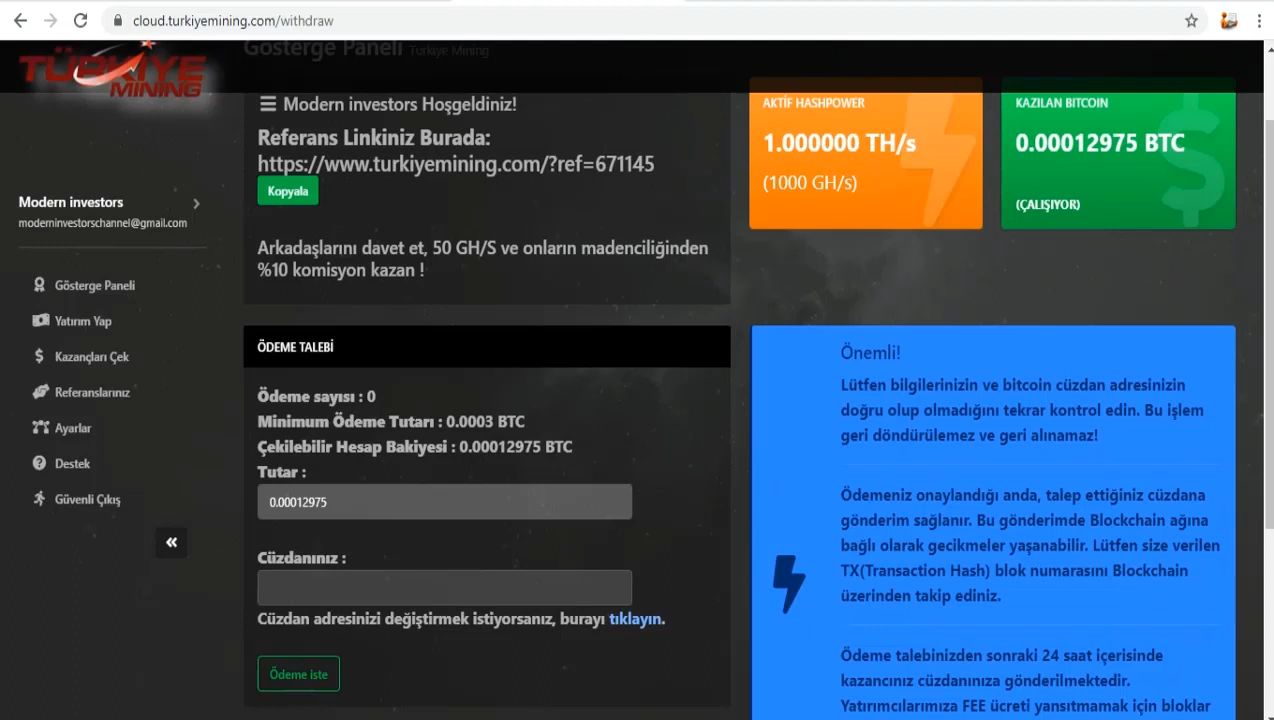 cloud.turkiyemining.com/withdraw
TÜRKİYE
MINING
Gösterge Paneli Turkiye Mining
Modern investors Hoşgeldiniz!
Referans Linkiniz Burada:
https://www.turkiyemining.com/?ref=671145
Kopyala
Arkadaşlarını davet et, 50 GH/S ve onların madenciliğinden
%10 komisyon kazan !
AKTİF HASHPOWER
1.000000 TH/s
(1000 GH/s)
KAZILAN BITCOIN
0.00012975 BTC
(ÇALIŞIYOR)
Modern investors
moderninvestorschannel@gmail.com
Gösterge Paneli
Yatırım Yap
Kazançları Çek
Referanslarınız
Ayarlar
Destek
Güvenli Çıkış
ÖDEME TALEBİ
Ödeme sayısı : 0
Minimum Ödeme Tutarı : 0.0003 BTC
Çekilebilir Hesap Bakiyesi : 0.00012975 BTC
Tutar :
0.00012975
Cüzdanınız :
Cüzdan adresinizi değiştirmek istiyorsanız, burayı tıklayın.
Ödeme iste
Önemli!
Lütfen bilgilerinizin ve bitcoin cüzdan adresinizin
doğru olup olmadığını tekrar kontrol edin. Bu işlem
geri döndürülemez ve geri alınamaz!
Ödemeniz onaylandığı anda, talep ettiğiniz cüzdana
gönderim sağlanır. Bu gönderimde Blockchain ağına
bağlı olarak gecikmeler yaşanabilir. Lütfen size verilen
TX(Transaction Hash) blok numarasını Blockchain
üzerinden takip ediniz.
Ödeme talebinizden sonraki 24 saat içerisinde
kazancınız cüzdanınıza gönderilmektedir.
Yatırımcılarımıza FEE ücreti yansıtmamak için bloklar